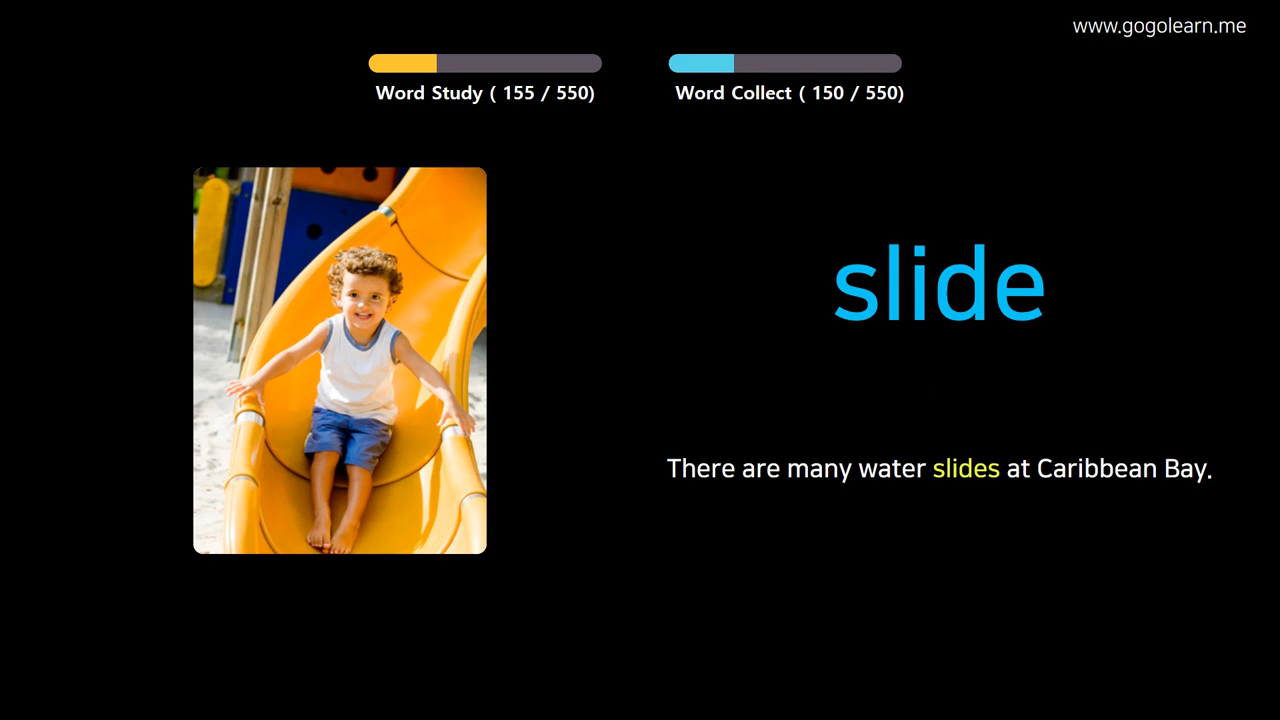 www.gogolearn.me
Word Study ( 155 / 550)
Word Collect ( 150 / 550)
slide
There are many water slides at Caribbean Bay.